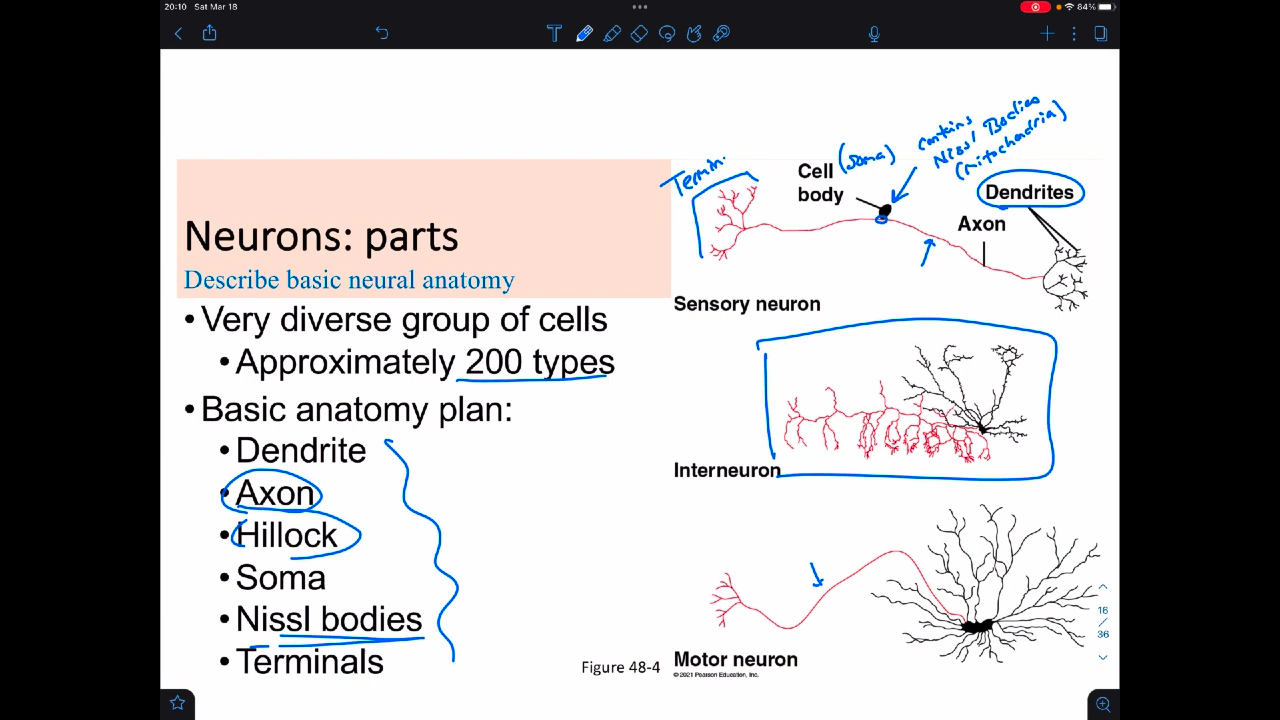 20:10 Sat Mar 18
84%
Termin.
Cell
body
(Soma)
contains
Nissl Bodies
(mitochondria)
Dendrites
Axon
Sensory neuron
Neurons: parts
Describe basic neural anatomy
• Very diverse group of cells
• Approximately 200 types
• Basic anatomy plan:
• Dendrite
• Axon
• Hillock
• Soma
• Nissl bodies
• Terminals
Interneuron
Motor neuron
© 2021 Pearson Education, Inc.
Figure 48-4
16
/
36